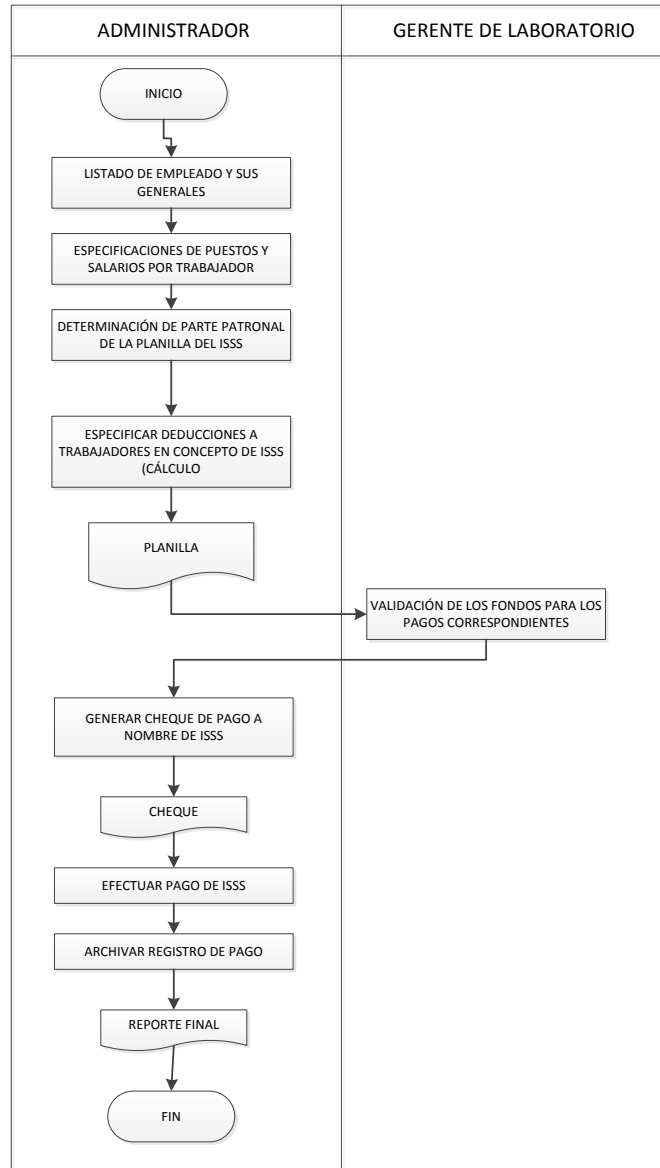 ADMINISTRADOR
GERENTE DE LABORATORIO
INICIO
LISTADO DE EMPLEADO Y SUS
GENERALES
ESPECIFICACIONES DE PUESTOS Y
SALARIOS POR TRABAJADOR
DETERMINACIÓN DE PARTE PATRONAL
DE LA PLANILLA DEL ISSS
ESPECIFICAR DEDUCCIONES A
TRABAJADORES EN CONCEPTO DE ISSS
(CÁLCULO
PLANILLA
VALIDACIÓN DE LOS FONDOS PARA LOS
PAGOS CORRESPONDIENTES
GENERAR CHEQUE DE PAGO A
NOMBRE DE ISSS
CHEQUE
EFECTUAR PAGO DE ISSS
ARCHIVAR REGISTRO DE PAGO
REPORTE FINAL
FIN